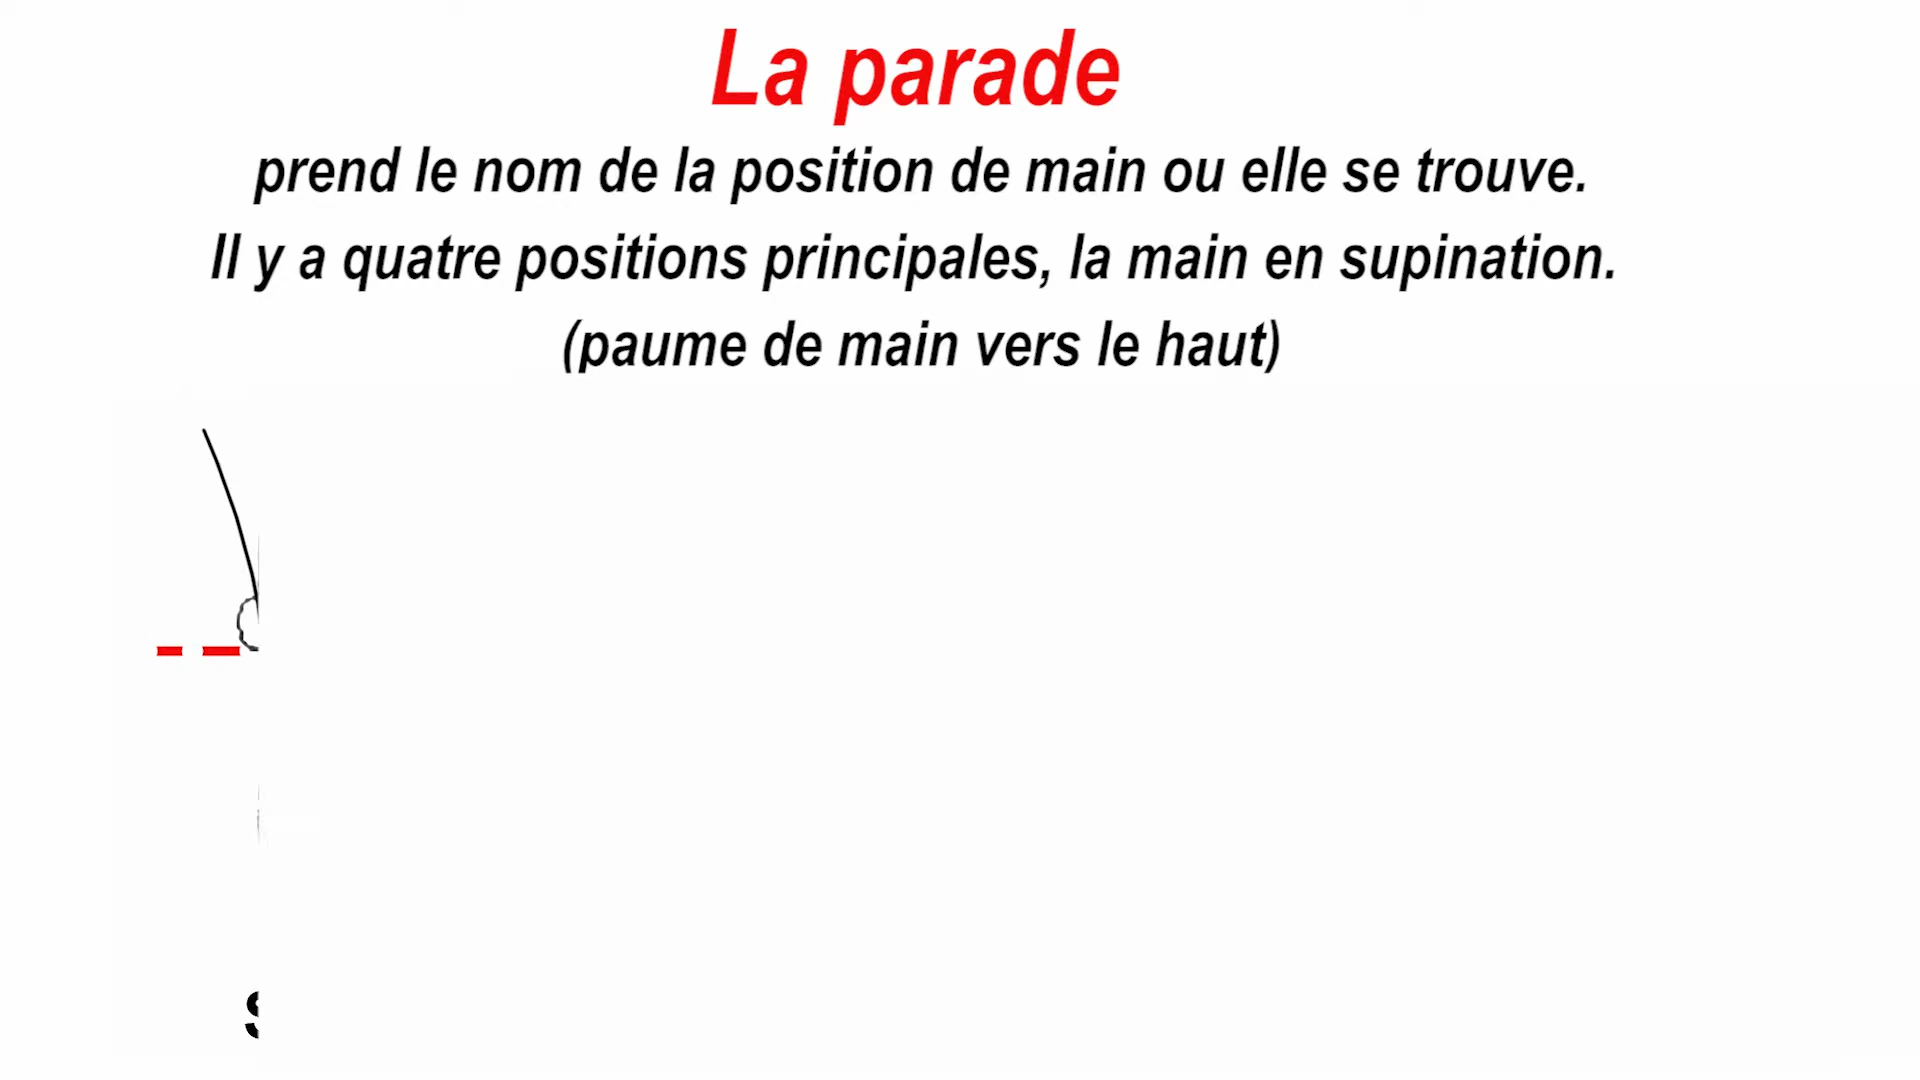 La parade
prend le nom de la position de main ou elle se trouve.
Il y a quatre positions principales, la main en supination.
(paume de main vers le haut)